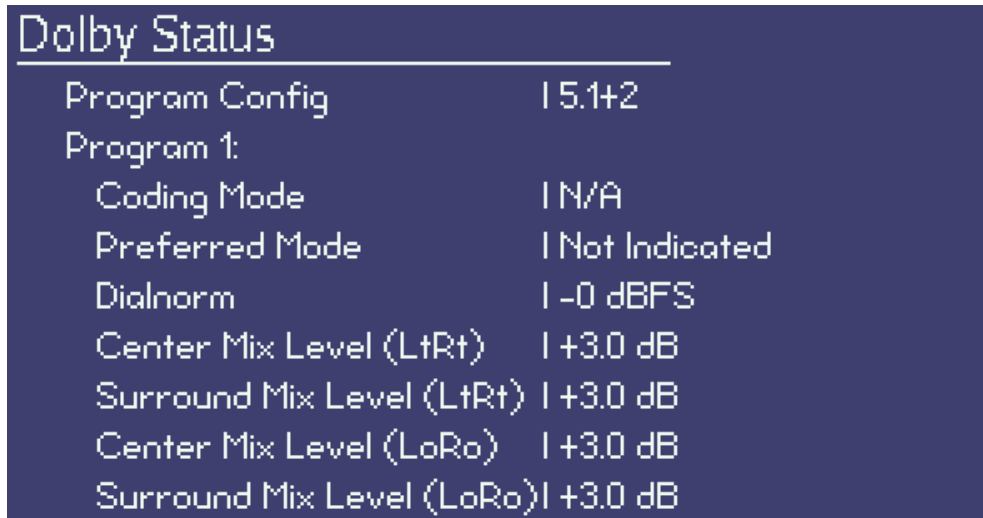 Dolby Status
Program Config | 5.1+2
Program 1:
Coding Mode | N/A
Preferred Mode | Not Indicated
Dialnorm | -0 dBFS
Center Mix Level (LtRt) | +3.0 dB
Surround Mix Level (LtRt) | +3.0 dB
Center Mix Level (LoRo) | +3.0 dB
Surround Mix Level (LoRo)| +3.0 dB